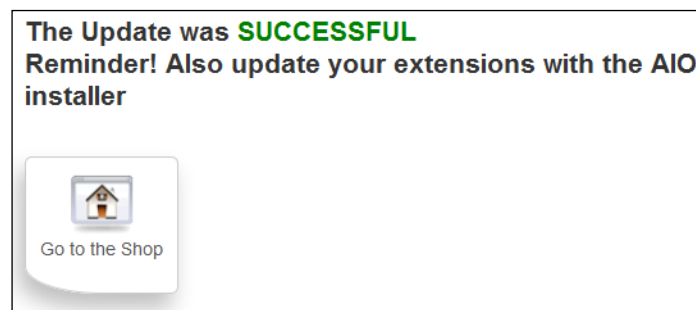 The Update was SUCCESSFUL
Reminder! Also update your extensions with the AIO
installer
Go to the Shop